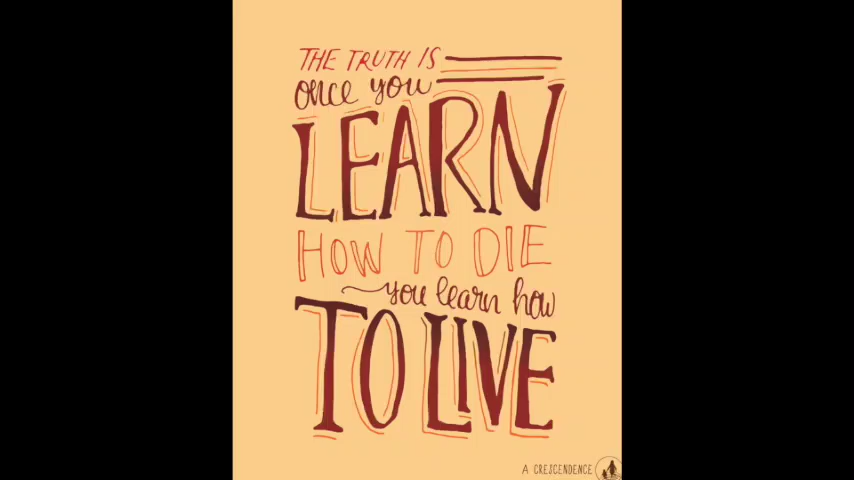 THE TRUTH IS
once you
LEARN
HOW TO DIE
you learn how
TO LIVE
A CRESCENDENCE